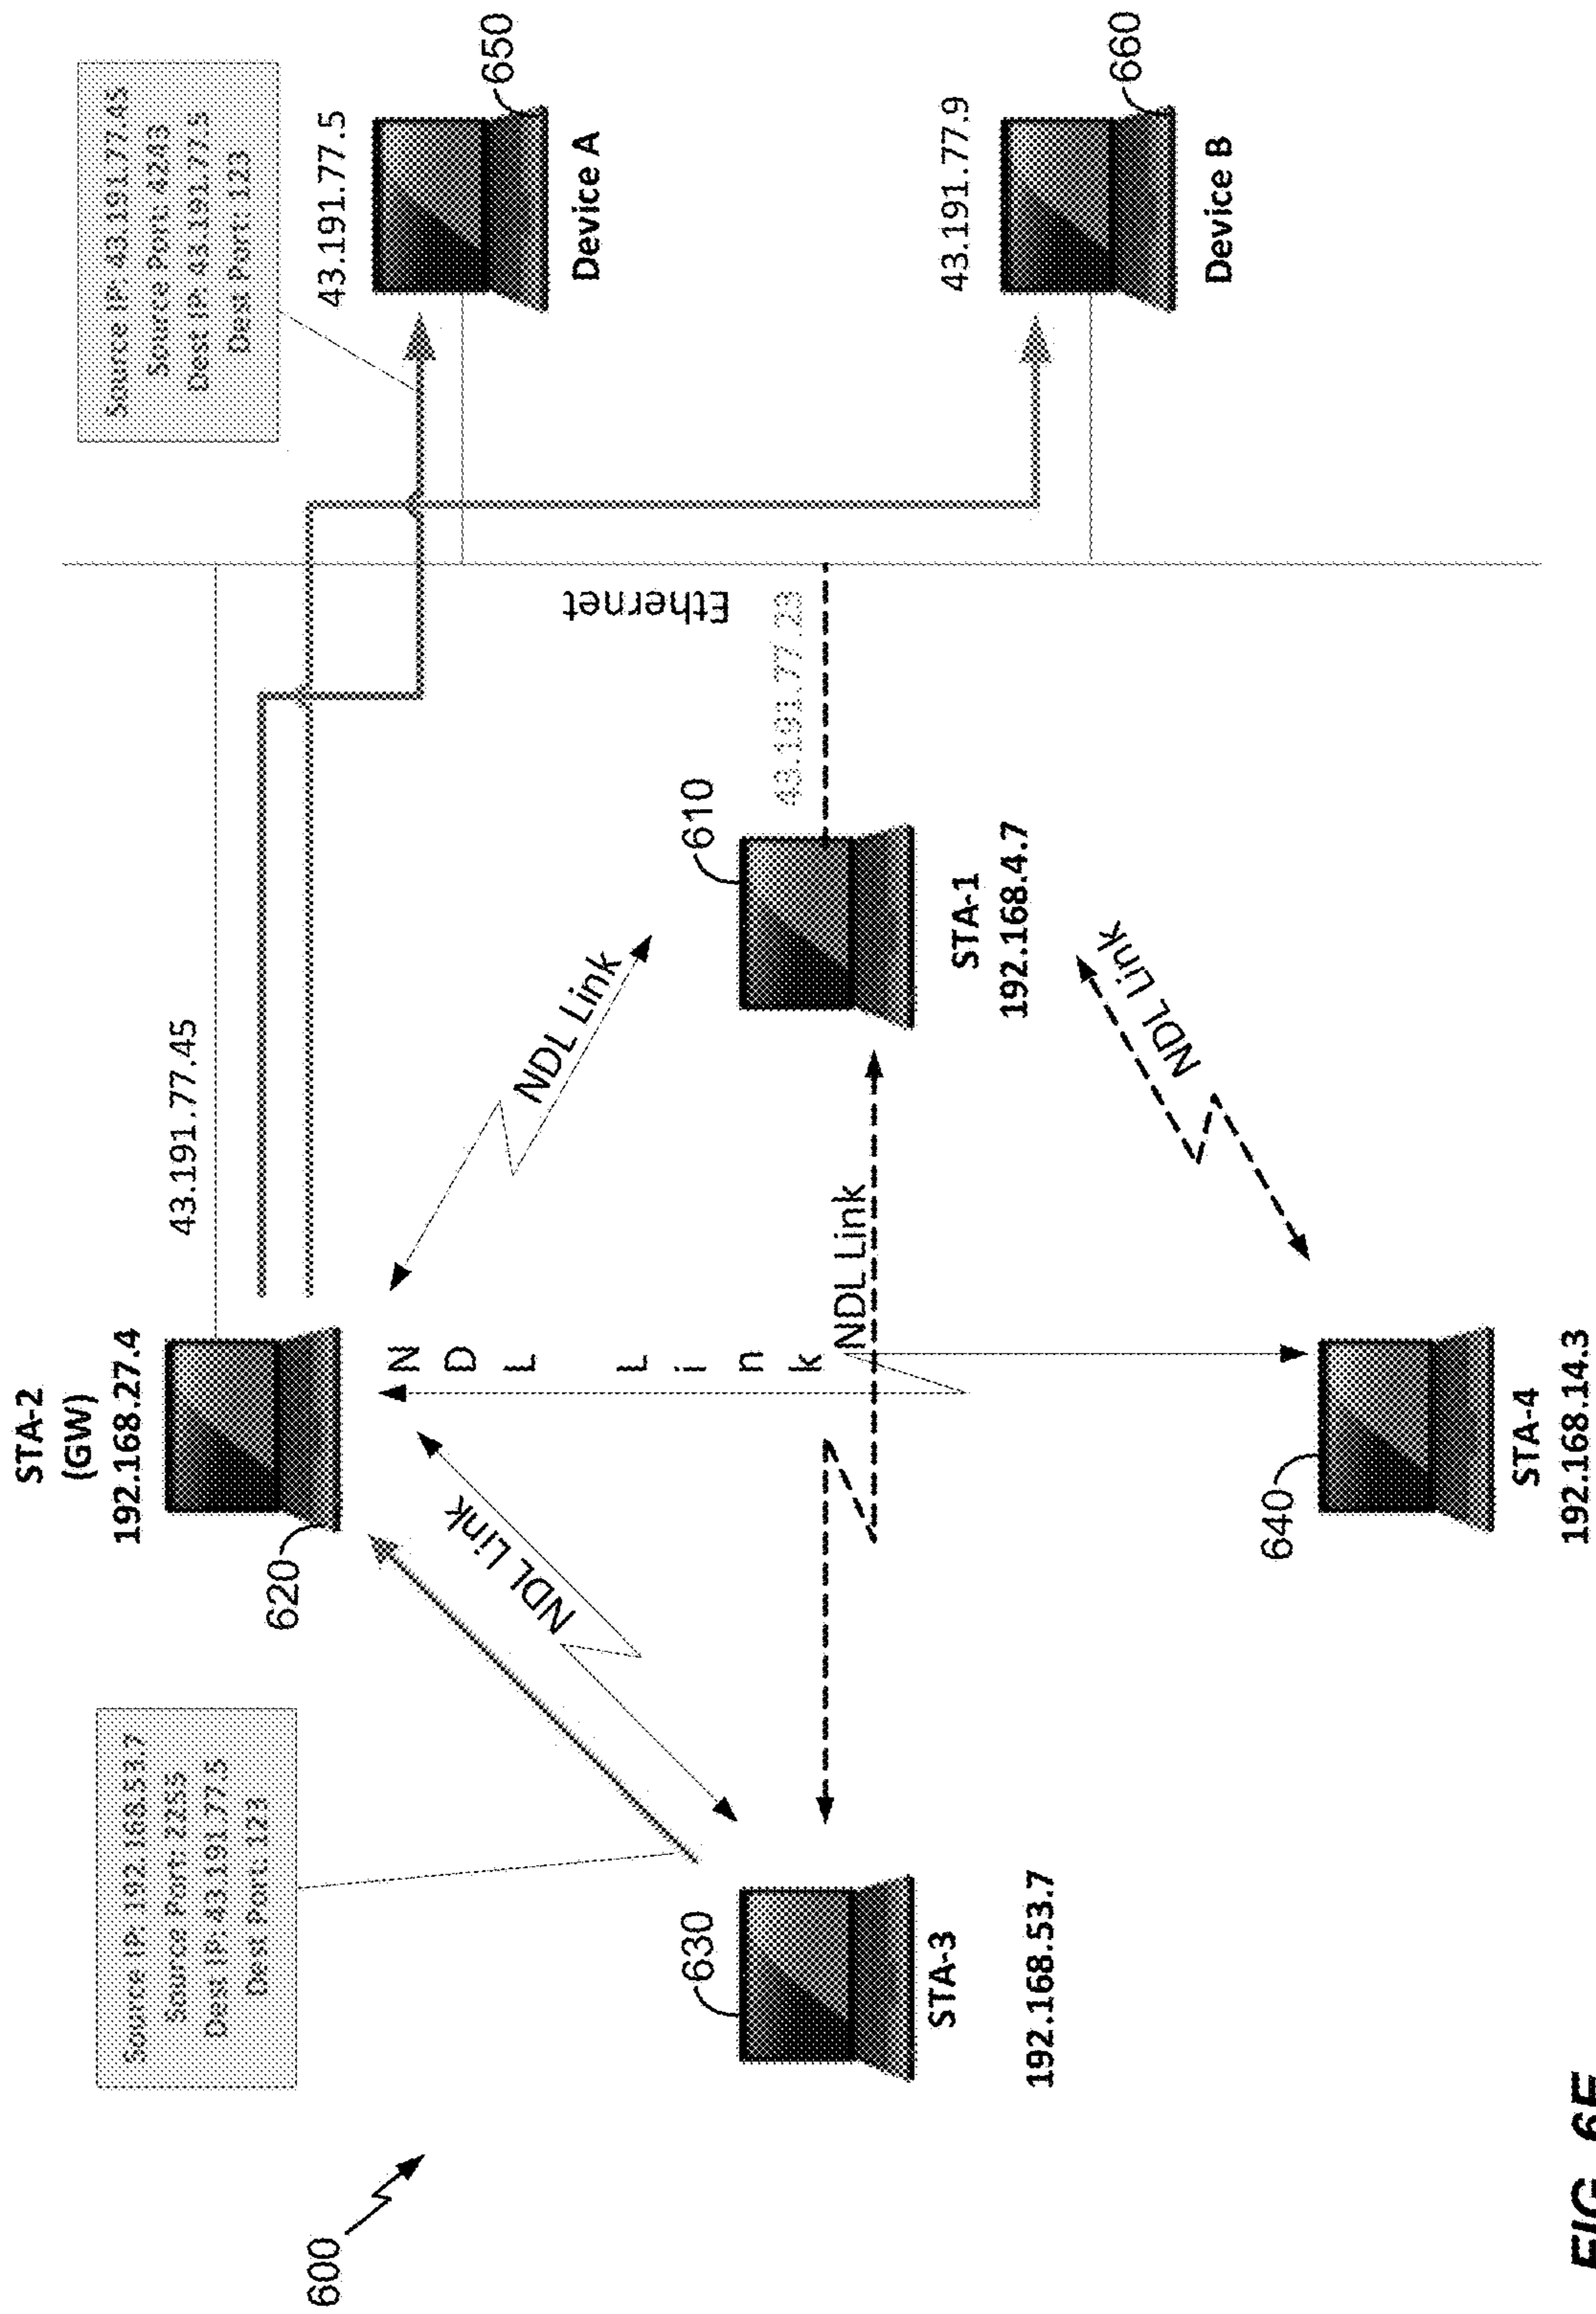 600
Source IP: 192.168.53.7
Source Port: 2255
Dest IP: 43.191.77.5
Dest Port: 123
STA-2
(GW)
192.168.27.4
620
43.191.77.45
Source IP: 43.191.77.45
Source Port: 4243
Dest IP: 43.191.77.5
Dest Port: 123
43.191.77.5
650
Device A
NDL Link
NDL Link
NDL Link
Ethernet
630
STA-3
192.168.53.7
NDL Link
610
43.191.77.23
STA-1
192.168.4.7
NDL Link
43.191.77.9
660
Device B
640
STA-4
192.168.14.3